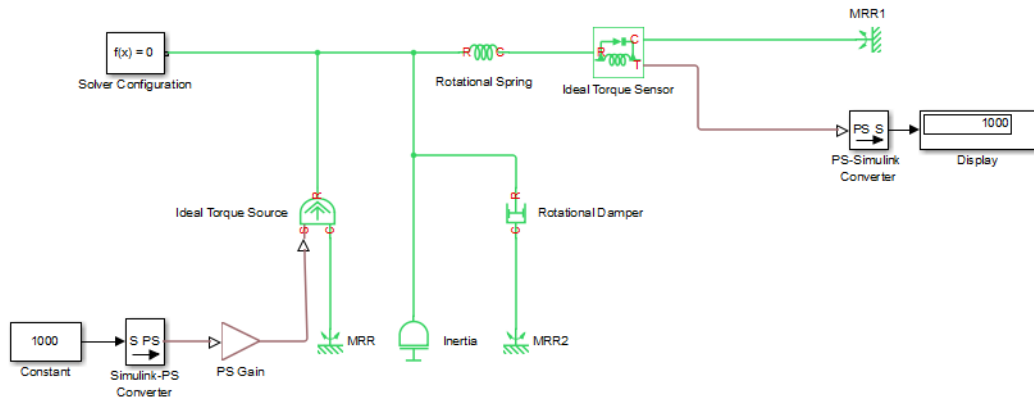 MRR1
f(x) = 0
Solver Configuration
R
C
Rotational Spring
R
C
T
Ideal Torque Sensor
PS S
PS-Simulink
Converter
1000
Display
Ideal Torque Source
R
S
C
R
C
Rotational Damper
1000
Constant
S PS
Simulink-PS
Converter
PS Gain
MRR
Inertia
MRR2